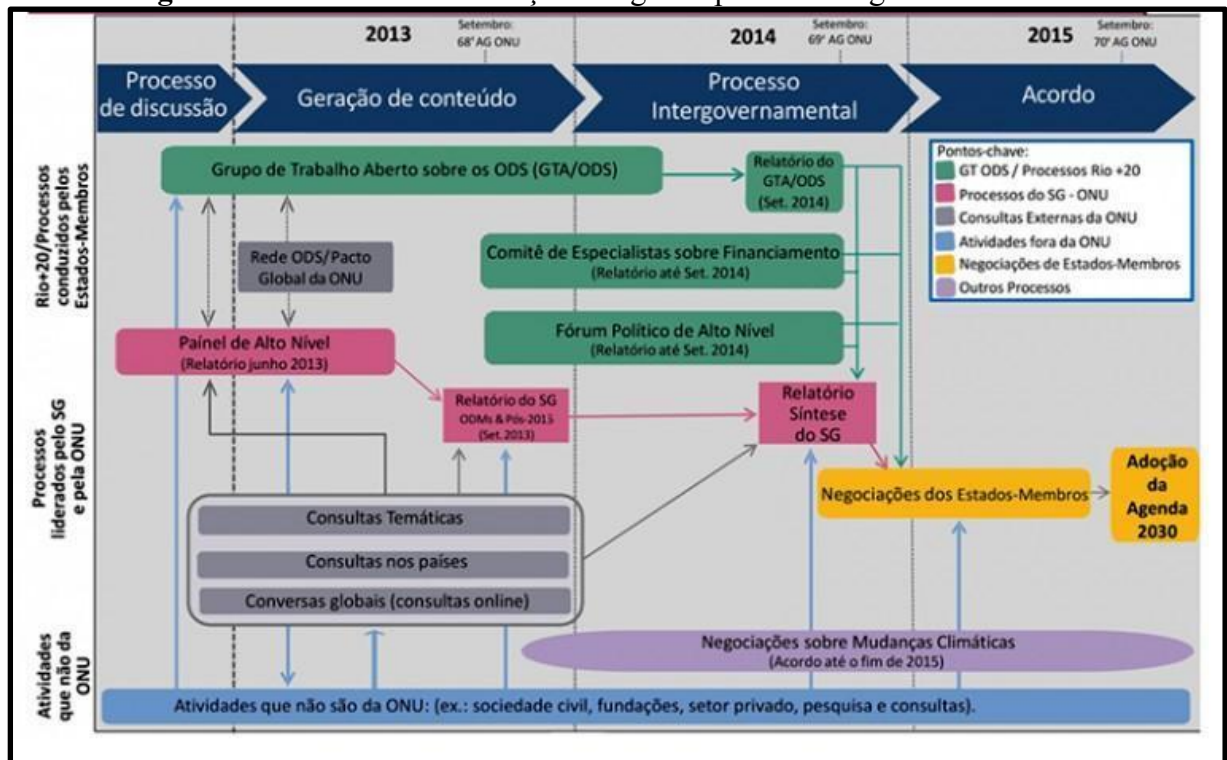 2013
Setembro:
68ª AG ONU
2014
Setembro:
69ª AG ONU
2015
Setembro:
70ª AG ONU
Processo
de discussão
Geração de conteúdo
Processo
Intergovernamental
Acordo
Rio+20/Processos
conduzidos pelos
Estados-Membros
Grupo de Trabalho Aberto sobre os ODS (GTA/ODS)
Relatório do
GTA/ODS
(Set. 2014)
Pontos-chave:
GT ODS / Processos Rio +20
Processos do SG - ONU
Consultas Externas da ONU
Atividades fora da ONU
Negociações de Estados-Membros
Outros Processos
Rede ODS/Pacto
Global da ONU
Comitê de Especialistas sobre Financiamento
(Relatório até Set. 2014)
Fórum Político de Alto Nível
(Relatório até Set. 2014)
Processos
liderados pelo SG
e pela ONU
Paínel de Alto Nível
(Relatório junho 2013)
Relatório do SG
ODMs & Pós-2015
(Set. 2013)
Relatório
Síntese
do SG
Negociações dos Estados-Membros
Adoção
da
Agenda
2030
Consultas Temáticas
Consultas nos países
Conversas globais (consultas online)
Atividades
que não da
ONU
Negociações sobre Mudanças Climáticas
(Acordo até o fim de 2015)
Atividades que não são da ONU: (ex.: sociedade civil, fundações, setor privado, pesquisa e consultas).